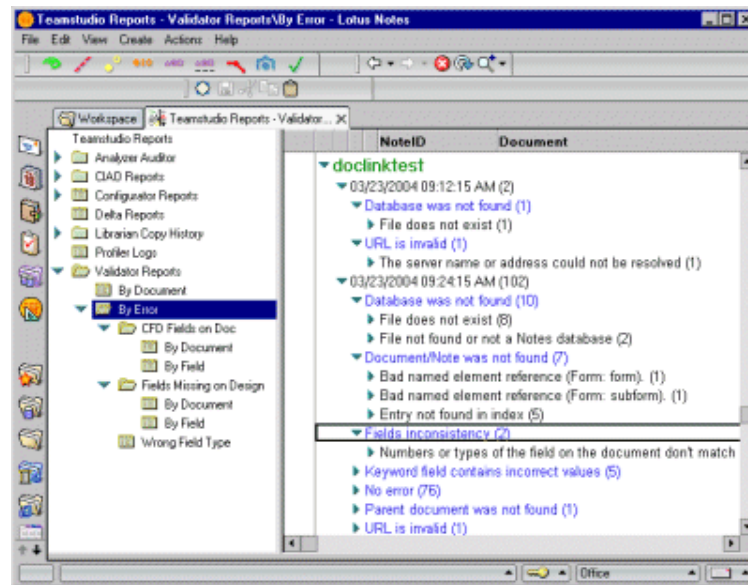 Teamstudio Reports - Validator Reports\By Error - Lotus Notes
File Edit View Create Actions Help
Workspace
Teamstudio Reports - Validator...
Teamstudio Reports
Analyzer Auditor
CIAO Reports
Configurator Reports
Delta Reports
Librarian Copy History
Profiler Logs
Validator Reports
By Document
By Error
CFD Fields on Doc
By Document
By Field
Fields Missing on Design
By Document
By Field
Wrong Field Type
NoteID Document
doclinktest
03/23/2004 09:12:15 AM (2)
Database was not found (1)
File does not exist (1)
URL is invalid (1)
The server name or address could not be resolved (1)
03/23/2004 09:24:15 AM (102)
Database was not found (10)
File does not exist (8)
File not found or not a Notes database (2)
Document/Note was not found (7)
Bad named element reference (Form: form). (1)
Bad named element reference (Form: subform). (1)
Entry not found in index (5)
Fields inconsistency (2)
Numbers or types of the field on the document don't match
Keyword field contains incorrect values (5)
No error (76)
Parent document was not found (1)
URL is invalid (1)
Office